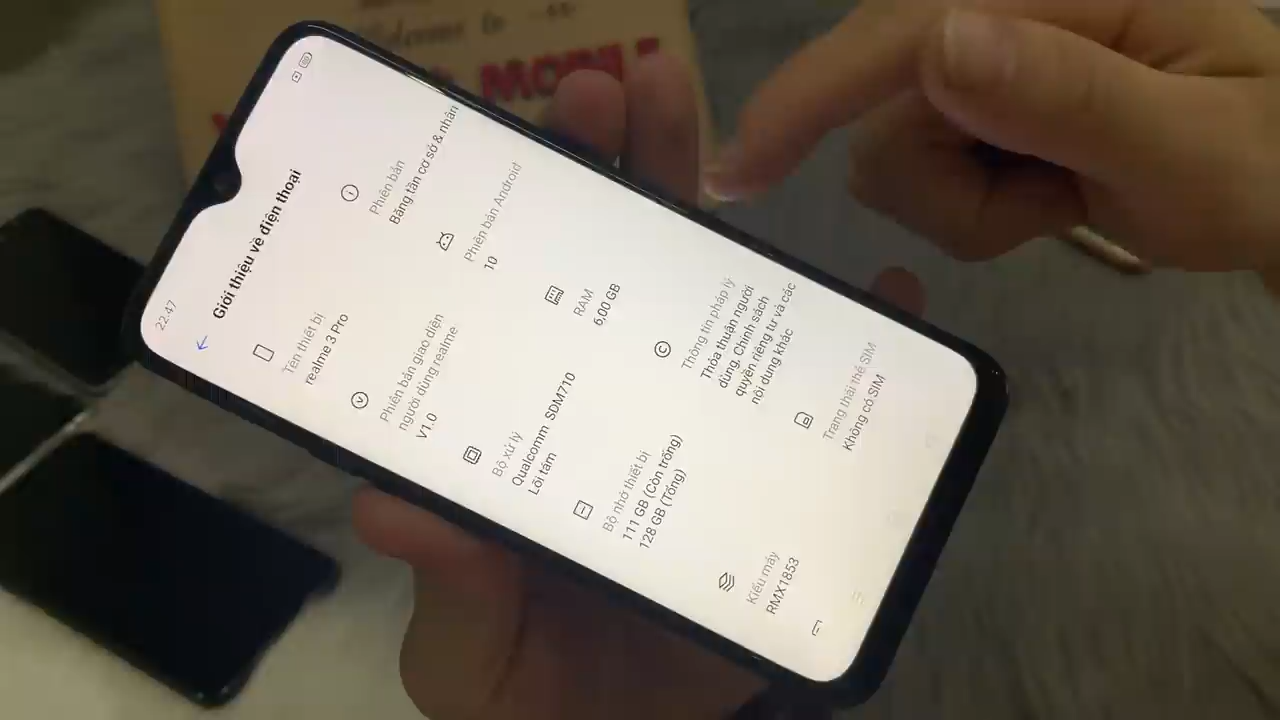 Welcome to
MOBILE
22:47
Giới thiệu về điện thoại
Tên thiết bị
realme 3 Pro
Phiên bản
Băng tần cơ sở & nhân
Phiên bản giao diện
người dùng realme
V1.0
Phiên bản Android
10
Bộ xử lý
Qualcomm SDM710
Lõi tám
RAM
6,00 GB
Bộ nhớ thiết bị
111 GB (Còn trống)
128 GB (Tổng)
Thông tin pháp lý
Thỏa thuận người
dùng, Chính sách
quyền riêng tư và các
nội dung khác
Kiểu máy
RMX1853
Trạng thái thẻ SIM
Không có SIM